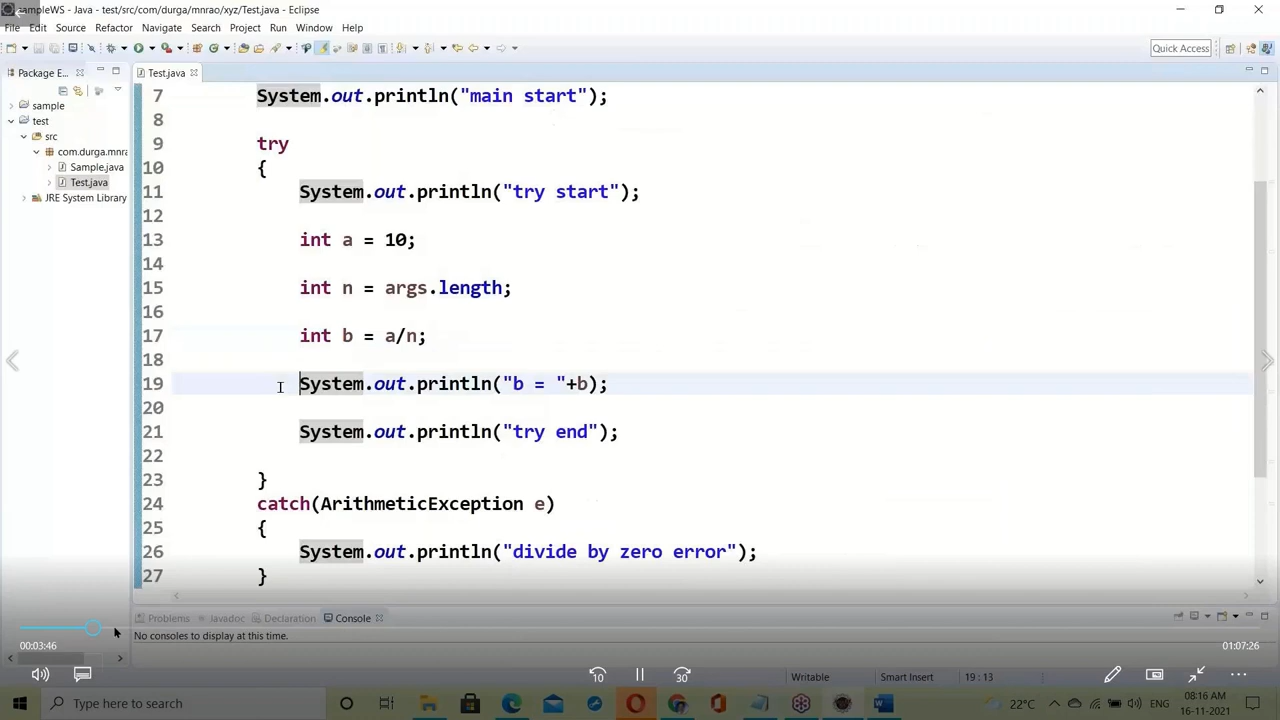 sampleWS - Java - test/src/com/durga/mnrao/xyz/Test.java - Eclipse
File Edit Source Refactor Navigate Search Project Run Window Help
Quick Access
Package E...
Test.java
sample
test
src
com.durga.mnra
Sample.java
Test.java
JRE System Library
7 System.out.println("main start");
8
9 try
10 {
11 System.out.println("try start");
12
13 int a = 10;
14
15 int n = args.length;
16
17 int b = a/n;
18
19 System.out.println("b = "+b);
20
21 System.out.println("try end");
22
23 }
24 catch(ArithmeticException e)
25 {
26 System.out.println("divide by zero error");
27 }
Problems Javadoc Declaration Console
No consoles to display at this time.
00:03:46
01:07:26
10 30
Writable Smart Insert 19 : 13
Type here to search
22°C ENG 08:16 AM
16-11-2021